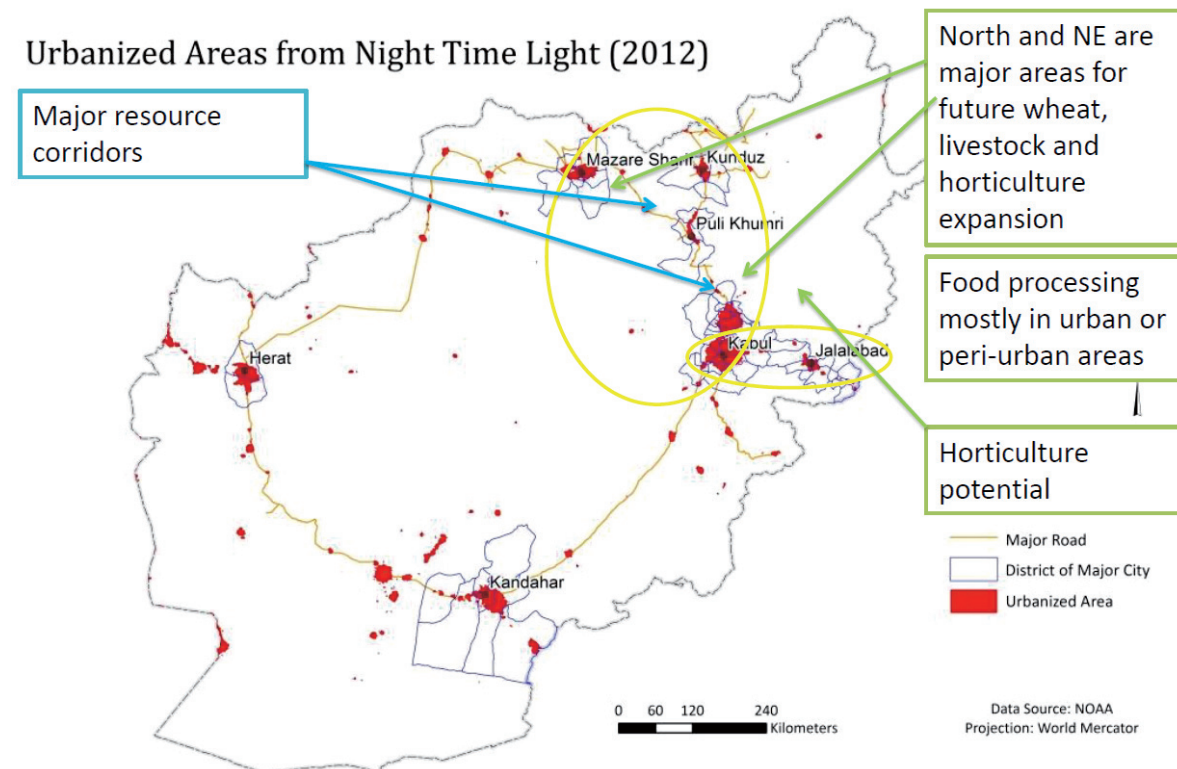 Urbanized Areas from Night Time Light (2012)
Major resource
corridors
North and NE are
major areas for
future wheat,
livestock and
horticulture
expansion
Mazare Sharif
Kunduz
Puli Khumri
Food processing
mostly in urban or
peri-urban areas
Herat
Kabul
Jalalabad
Horticulture
potential
Major Road
District of Major City
Urbanized Area
Kandahar
0 60 120 240
Kilometers
Data Source: NOAA
Projection: World Mercator